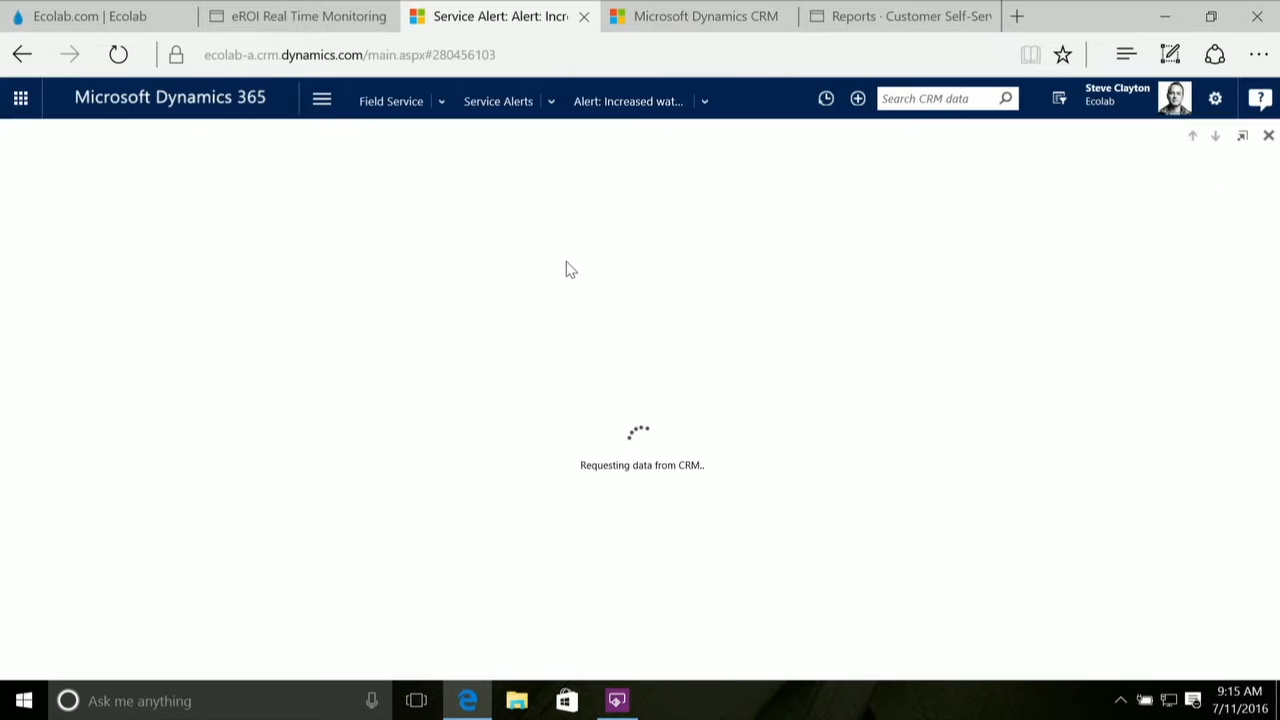 Ecolab.com | Ecolab
eROI Real Time Monitoring
Service Alert: Alert: Incr
Microsoft Dynamics CRM
Reports · Customer Self-Serv
ecolab-a.crm.dynamics.com/main.aspx#280456103
Microsoft Dynamics 365
Field Service
Service Alerts
Alert: Increased wat...
Search CRM data
Steve Clayton
Ecolab
?
Requesting data from CRM..
Ask me anything
9:15 AM
7/11/2016